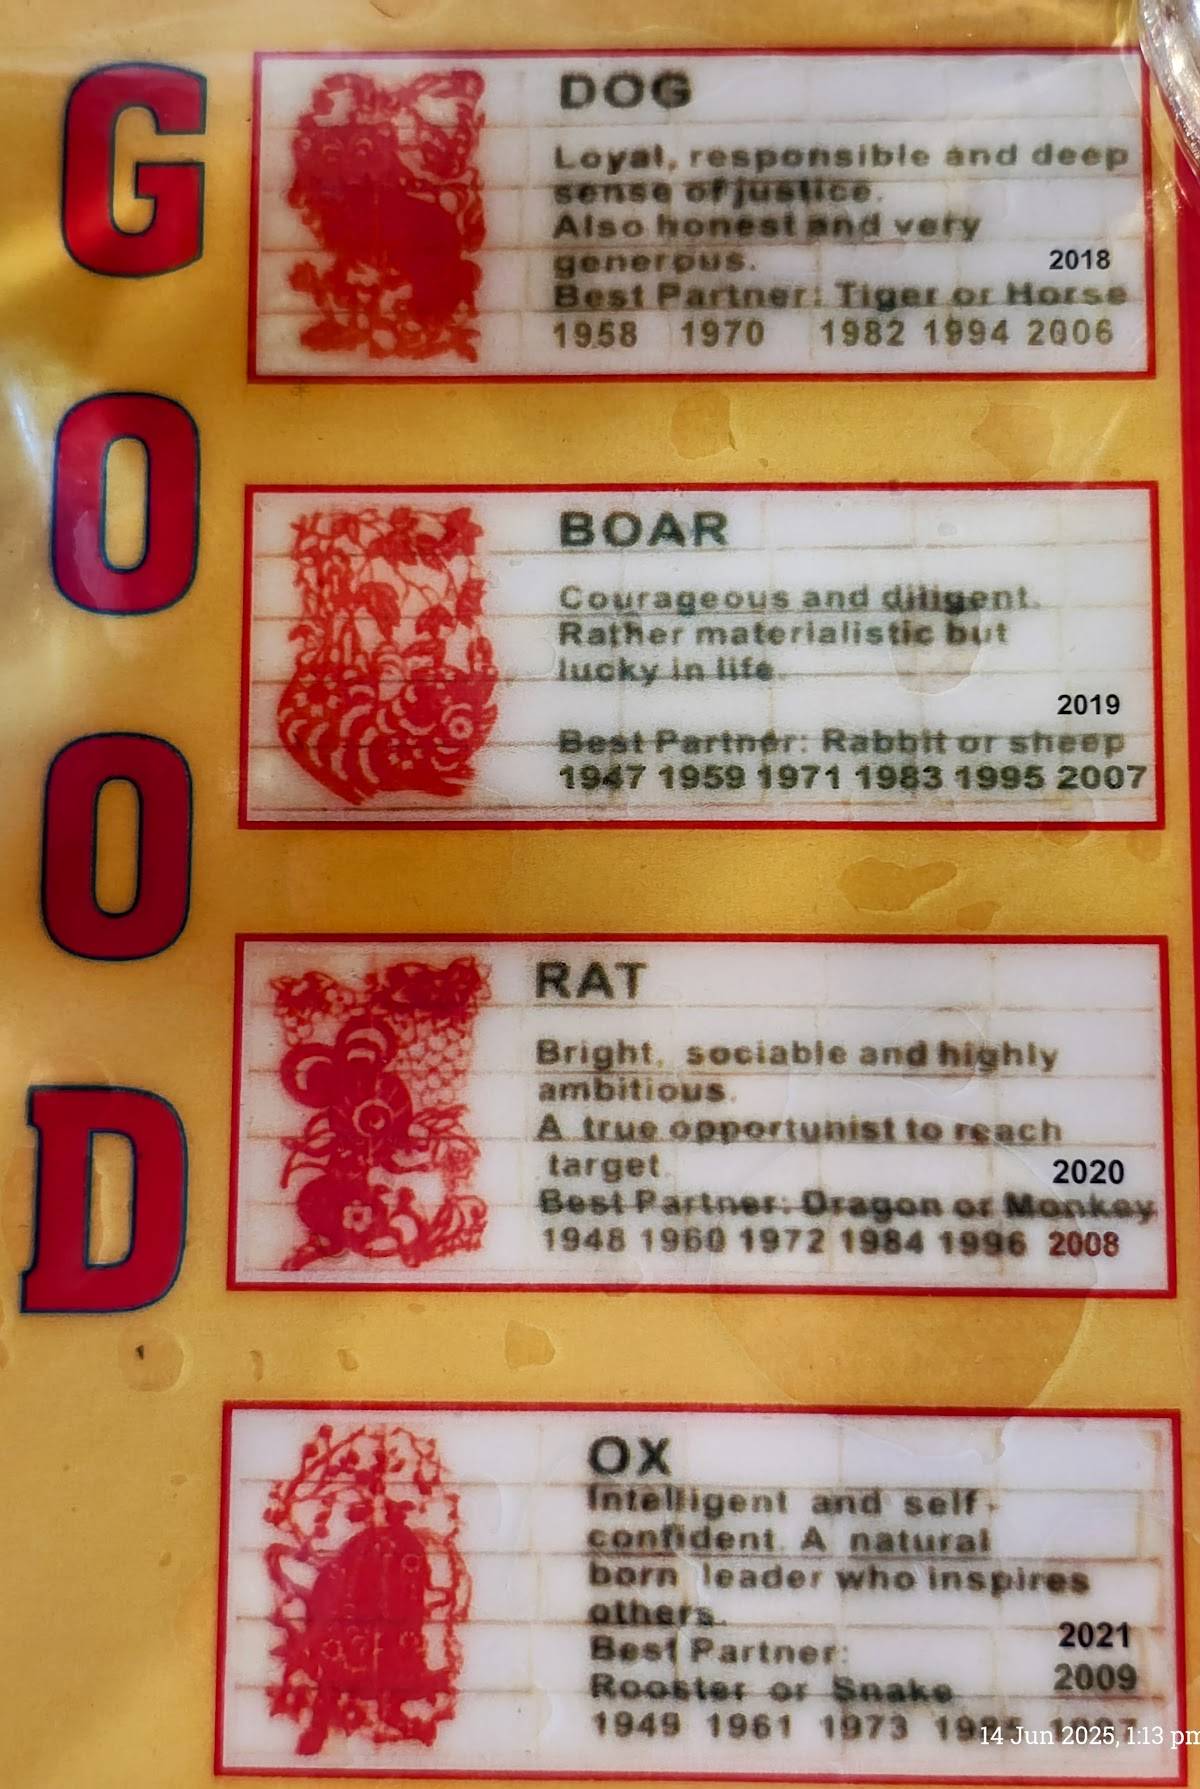 GOOD
DOG
Loyal, responsible and deep
sense of justice.
Also honest and very
generous.
2018
Best Partner: Tiger or Horse
1958 1970 1982 1994 2006
BOAR
Courageous and diligent.
Rather materialistic but
lucky in life.
2019
Best Partner: Rabbit or sheep
1947 1959 1971 1983 1995 2007
RAT
Bright, sociable and highly
ambitious.
A true opportunist to reach
target.
2020
Best Partner: Dragon or Monkey
1948 1960 1972 1984 1996 2008
OX
Intelligent and self-
confident. A natural
born leader who inspires
others.
2021
Best Partner:
2009
Rooster or Snake
1949 1961 1973
14 Jun 2025, 1:13 pm